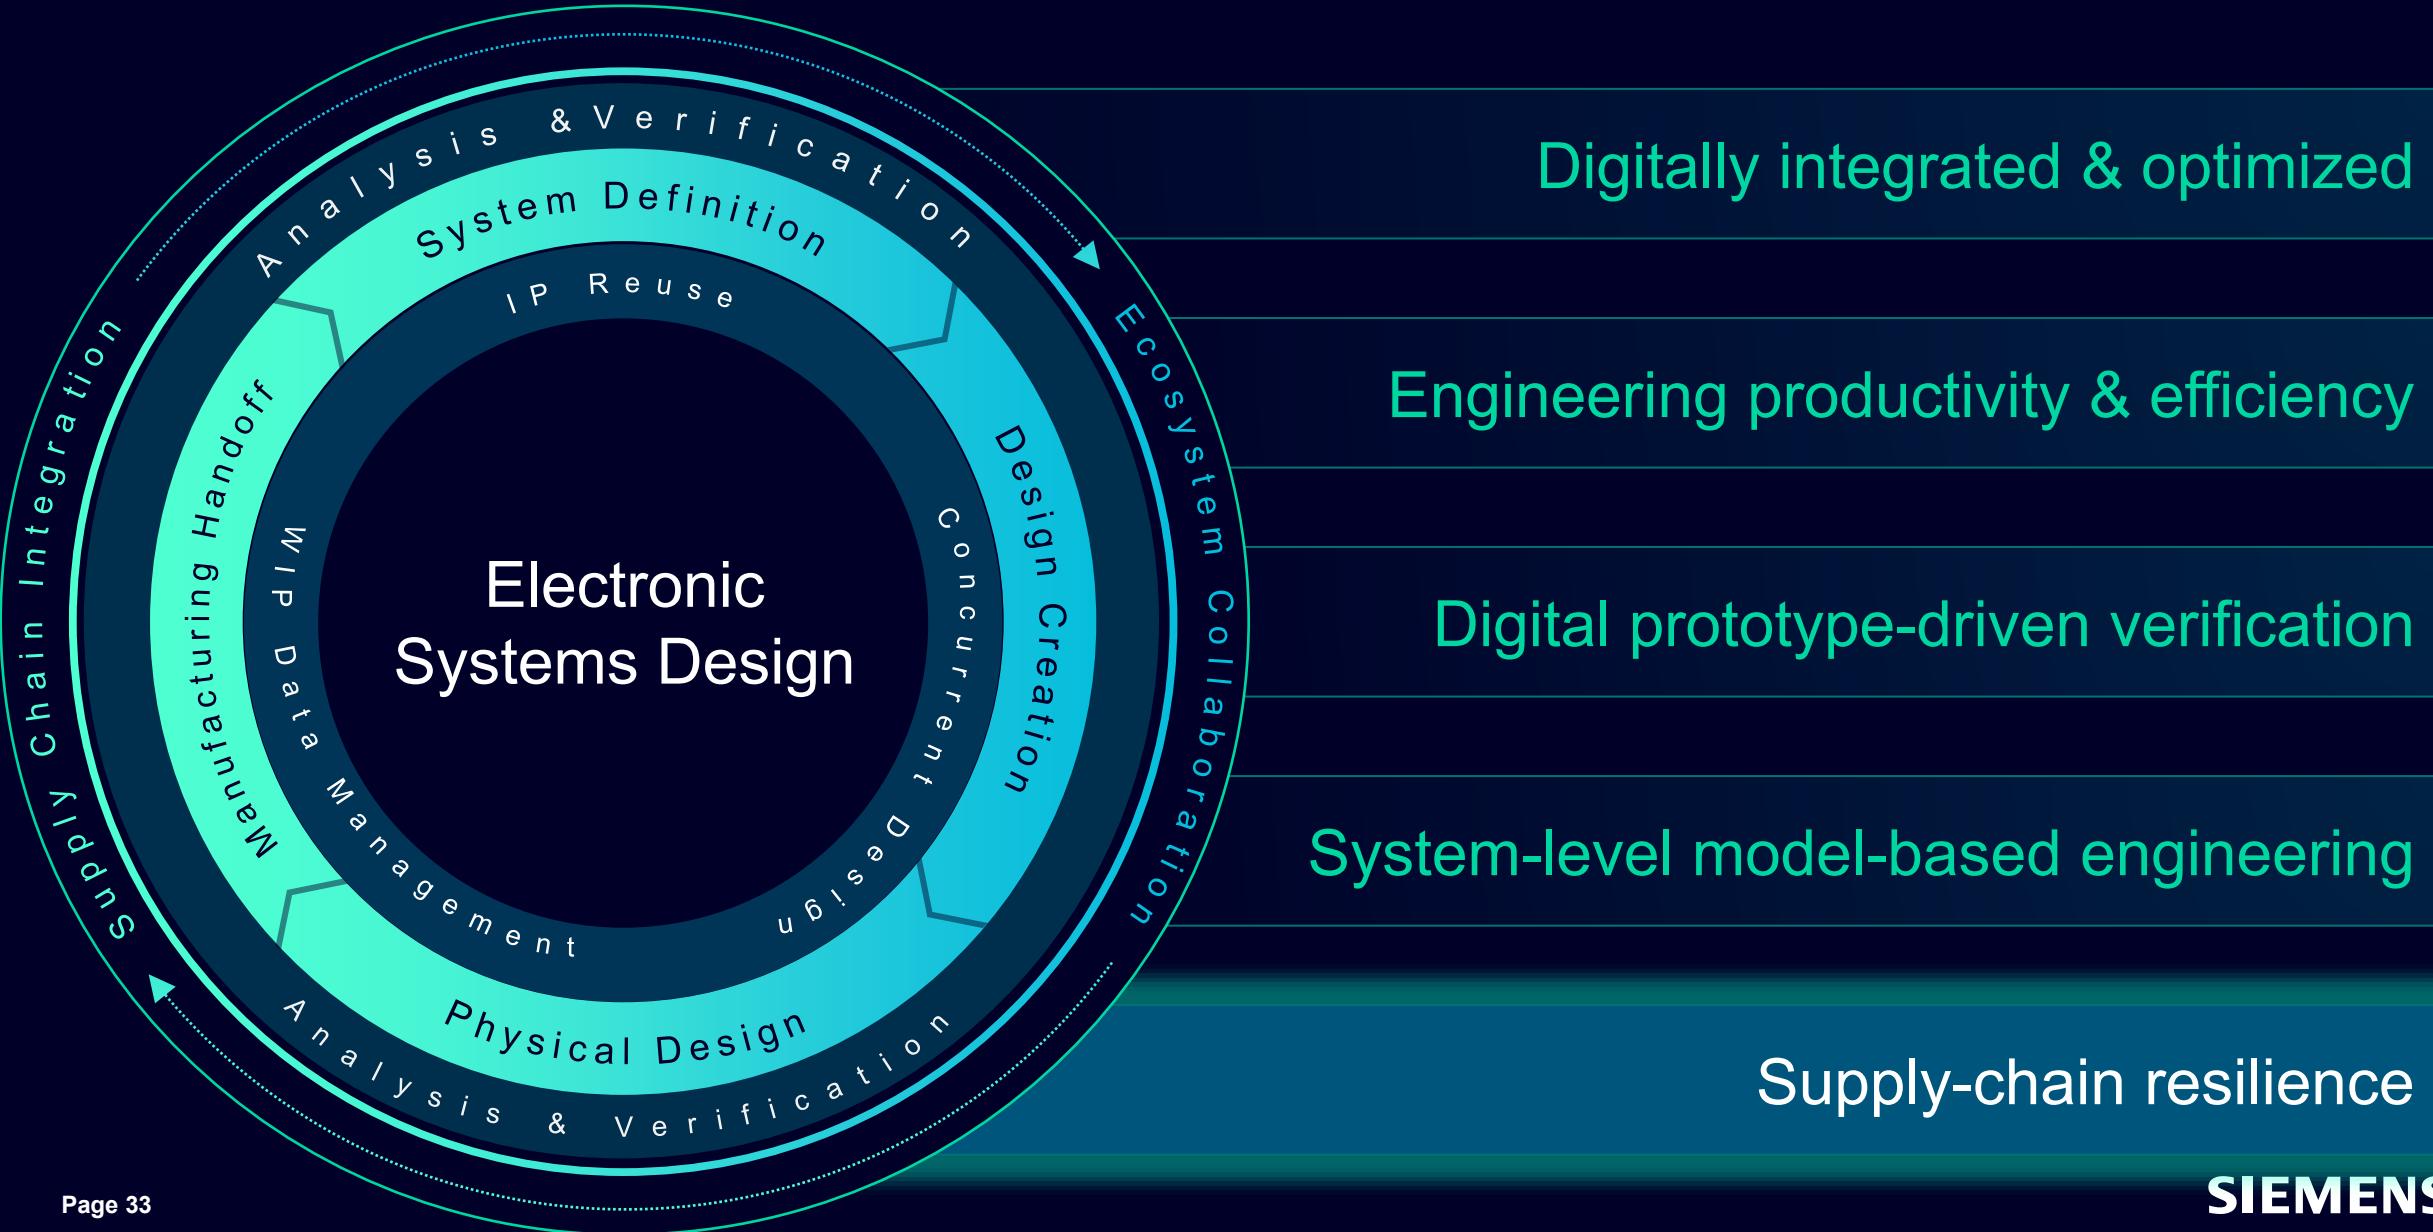 Analysis &Verification
System Definition
IP Reuse
Supply Chain Integration
Manufacturing Handoff
WIP Data Management
Electronic
Systems Design
Concurrent Design
Design Creation
Ecosystem Collaboration
Physical Design
Analysis & Verification
Digitally integrated & optimized
Engineering productivity & efficiency
Digital prototype-driven verification
System-level model-based engineering
Supply-chain resilience
Page 33
SIEMENS